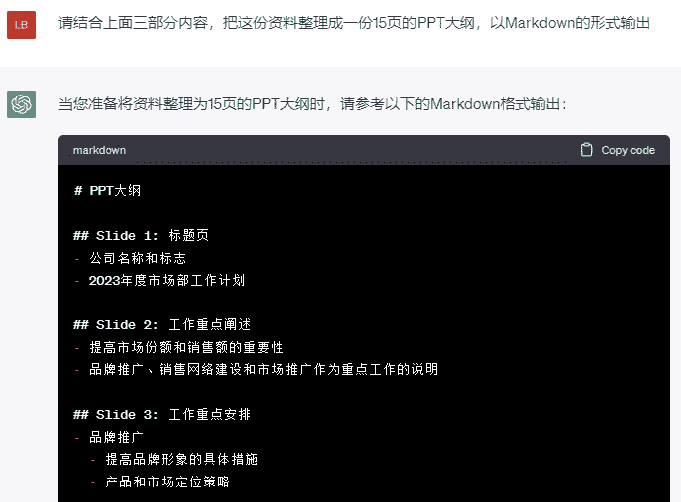 LB
请结合上面三部分内容，把这份资料整理成一份15页的PPT大纲，以Markdown的形式输出
当您准备将资料整理为15页的PPT大纲时，请参考以下的Markdown格式输出：
markdown
Copy code
# PPT大纲
## Slide 1: 标题页
- 公司名称和标志
- 2023年度市场部工作计划
## Slide 2: 工作重点阐述
- 提高市场份额和销售额的重要性
- 品牌推广、销售网络建设和市场推广作为重点工作的说明
## Slide 3: 工作重点安排
- 品牌推广
- 提高品牌形象的具体措施
- 产品和市场定位策略